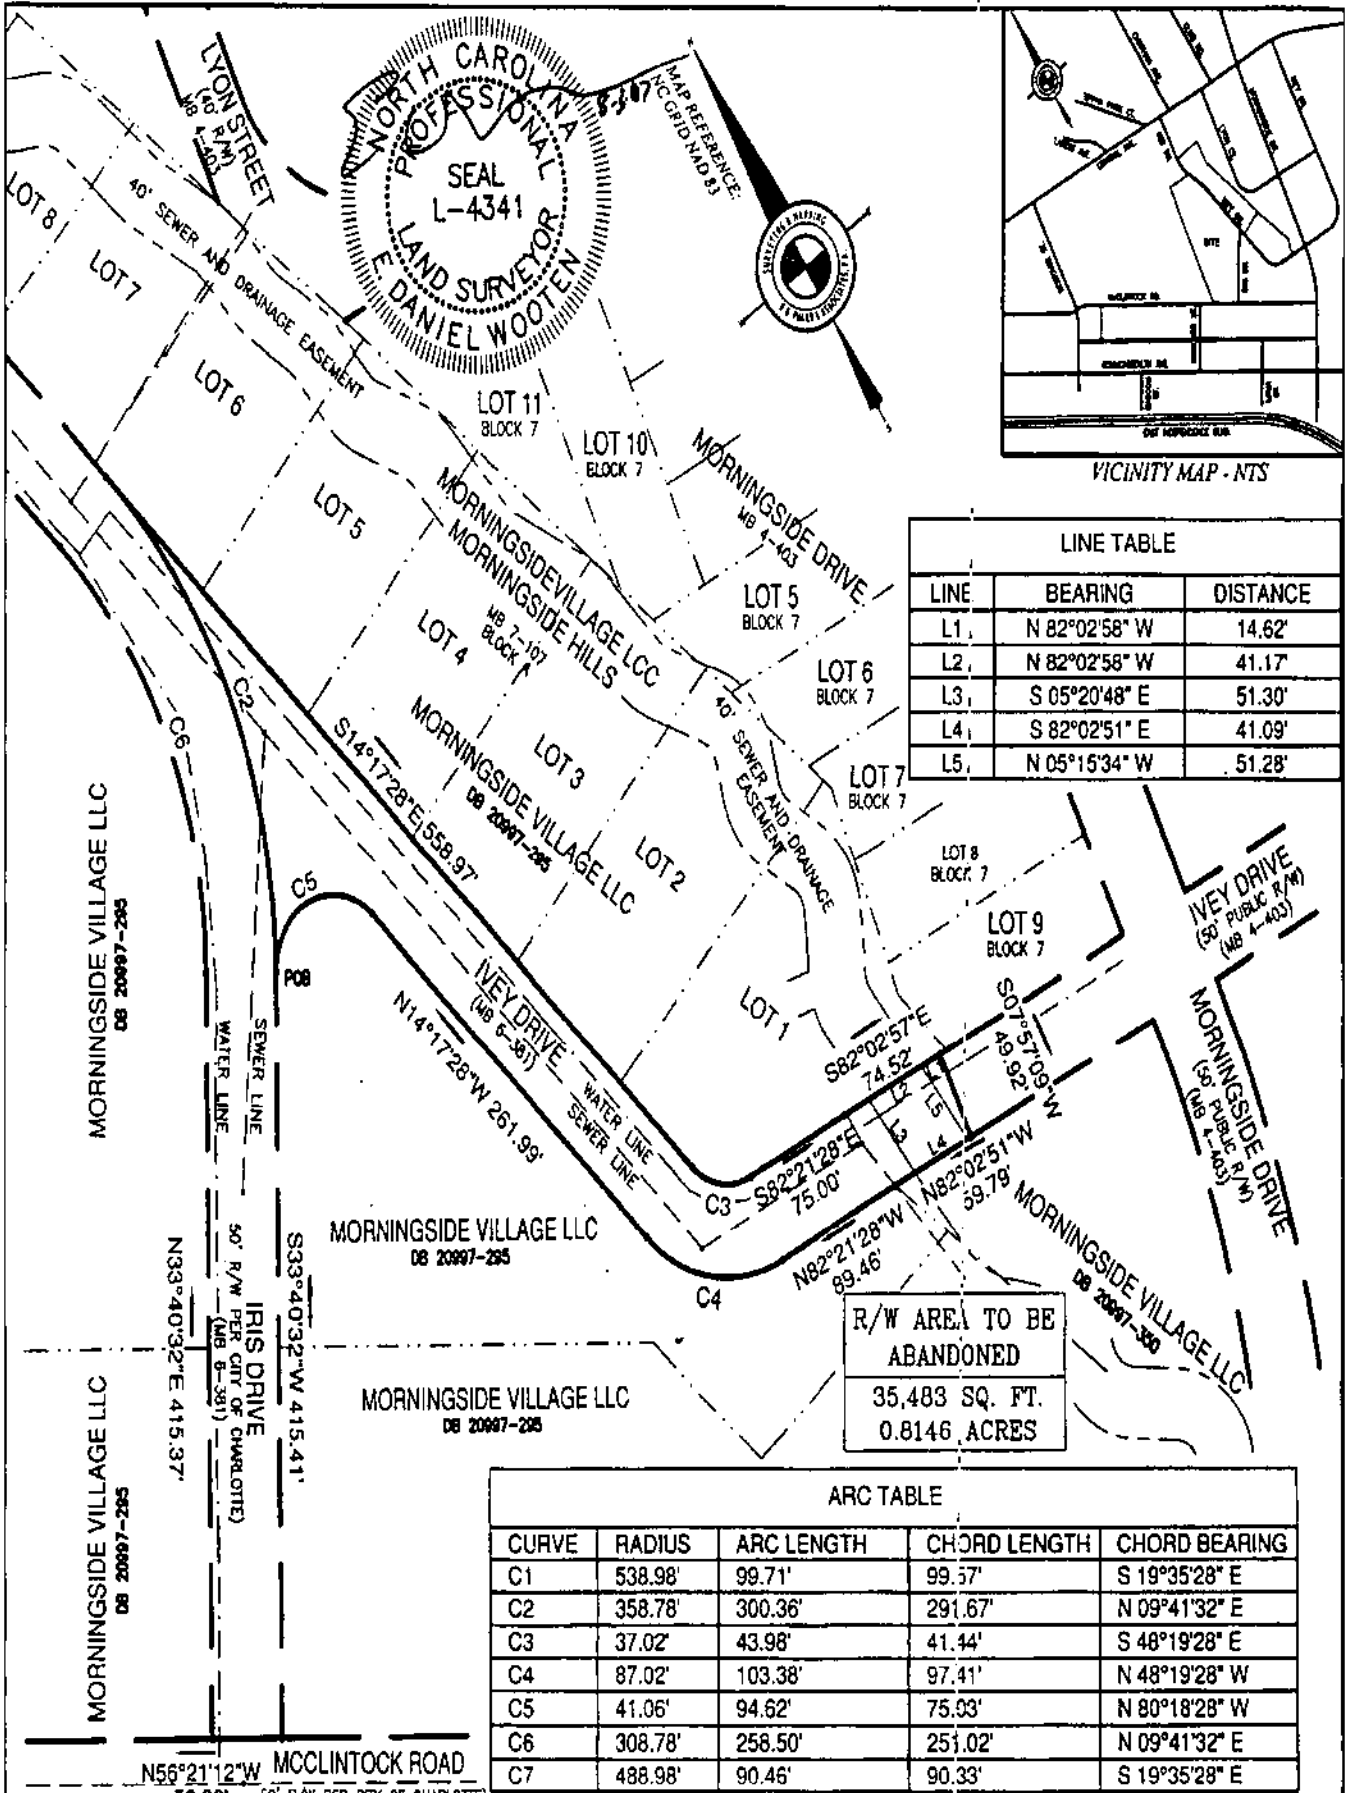 LYON STREET
(40' R/W)
MB 4-403
NORTH CAROLINA
PROFESSIONAL
SEAL
L-4341
LAND SURVEYOR
E. DANIEL WOOTEN
MAP REFERENCE:
NC GRID NAD 83
SITE
VICINITY MAP - NTS
LOT 8
LOT 7
LOT 6
LOT 5
40' SEWER AND DRAINAGE EASEMENT
LOT 11
BLOCK 7
LOT 10
BLOCK 7
MORNINGSIDE DRIVE
MB 4-403
LOT 5
BLOCK 7
LOT 6
BLOCK 7
LOT 7
BLOCK 7
LOT 8
BLOCK 7
LOT 9
BLOCK 7
MORNINGSIDEVILLAGE LCC
MORNINGSIDE HILLS
MB 7-107
BLOCK A
LOT 4
LOT 3
LOT 2
LOT 1
MORNINGSIDE VILLAGE LLC
DB 20997-295
40' SEWER AND DRAINAGE
EASEMENT
LINE TABLE
LINE BEARING DISTANCE
L1 N 82°02'58" W 14.62'
L2 N 82°02'58" W 41.17'
L3 S 05°20'48" E 51.30'
L4 S 82°02'51" E 41.09'
L5 N 05°15'34" W 51.28'
C2
C6
C5
POB
S14°17'28"E 558.97'
N14°17'28"W 261.99'
IVEY DRIVE
(MB 6-381)
WATER LINE
SEWER LINE
WATER LINE
SEWER LINE
MORNINGSIDE VILLAGE LLC
DB 20997-295
IVEY DRIVE
(50' PUBLIC R/W)
(MB 4-403)
MORNINGSIDE DRIVE
(50' PUBLIC R/W)
(MB 4-403)
S82°02'57"E
74.52'
S07°57'09"W
49.92'
L1
L2
L3
L4
L5
C3
S82°21'28"E
75.00'
N82°02'51"W
59.79'
N82°21'28"W
89.46'
C4
MORNINGSIDE VILLAGE LLC
DB 20997-350
MORNINGSIDE VILLAGE LLC
DB 20997-295
MORNINGSIDE VILLAGE LLC
DB 20997-295
R/W AREA TO BE
ABANDONED
35,483 SQ. FT.
0.8146 ACRES
N33°40'32"E 415.37'
IRIS DRIVE
50' R/W PER CITY OF CHARLOTTE)
(MB 6-381)
S33°40'32"W 415.41'
MORNINGSIDE VILLAGE LLC
DB 20997-295
ARC TABLE
CURVE RADIUS ARC LENGTH CHORD LENGTH CHORD BEARING
C1 538.98' 99.71' 99.57' S 19°35'28" E
C2 358.78' 300.36' 291.67' N 09°41'32" E
C3 37.02' 43.98' 41.44' S 48°19'28" E
C4 87.02' 103.38' 97.41' N 48°19'28" W
C5 41.06' 94.62' 75.03' N 80°18'28" W
C6 308.78' 258.50' 251.02' N 09°41'32" E
C7 488.98' 90.46' 90.33' S 19°35'28" E
N56°21'12"W MCCLINTOCK ROAD